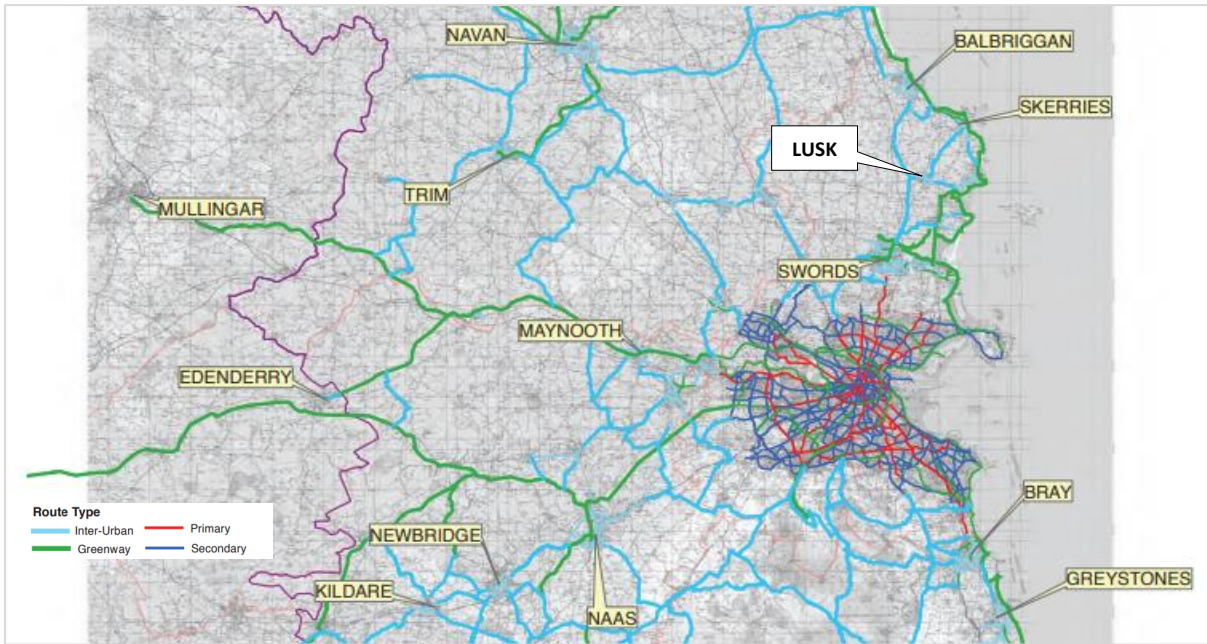 NAVAN
BALBRIGGAN
SKERRIES
LUSK
TRIM
MULLINGAR
SWORDS
MAYNOOTH
EDENDERRY
BRAY
Route Type
Inter-Urban
Primary
Greenway
Secondary
NEWBRIDGE
KILDARE
GREYSTONES
NAAS